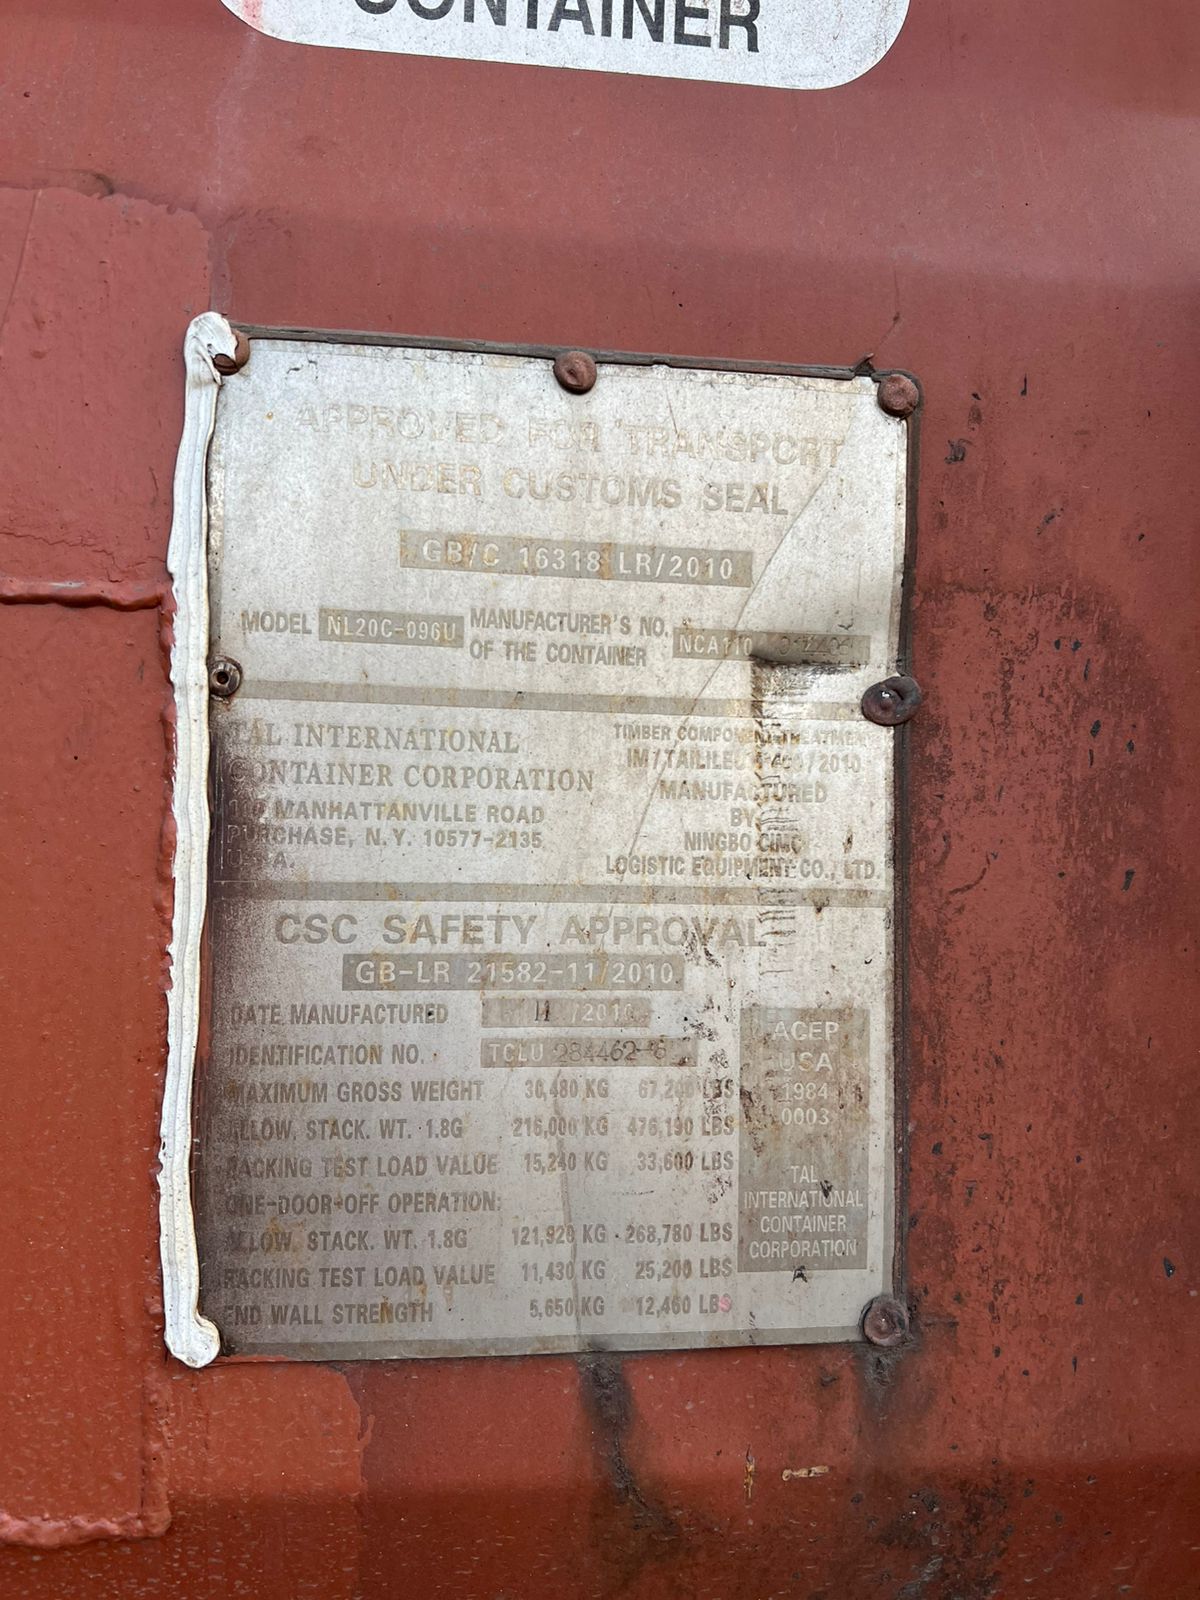 CONTAINER
APPROVED FOR TRANSPORT
UNDER CUSTOMS SEAL
GB/C 16318 LR/2010
MODEL NL20C-096U MANUFACTURER'S NO. OF THE CONTAINER NCA110
TAL INTERNATIONAL
CONTAINER CORPORATION
MANHATTANVILLE ROAD
PURCHASE, N.Y. 10577-2135
U.S.A.
TIMBER COMPONENT TREATMENT
/2010
MANUFACTURED
BY
NINGBO CIMC
LOGISTIC EQUIPMENT CO., LTD.
CSC SAFETY APPROVAL
GB-LR 21582-11/2010
DATE MANUFACTURED 11 /2010
IDENTIFICATION NO. TCLU 284462-6
MAXIMUM GROSS WEIGHT 30,480 KG 67,200 LBS
ALLOW. STACK. WT. 1.8G 216,000 KG 476,190 LBS
RACKING TEST LOAD VALUE 15,240 KG 33,600 LBS
ONE-DOOR-OFF OPERATION:
ALLOW. STACK. WT. 1.8G 121,920 KG 268,780 LBS
RACKING TEST LOAD VALUE 11,430 KG 25,200 LBS
END WALL STRENGTH 5,650 KG 12,460 LBS
ACEP
USA
1984
0003
TAL
INTERNATIONAL
CONTAINER
CORPORATION